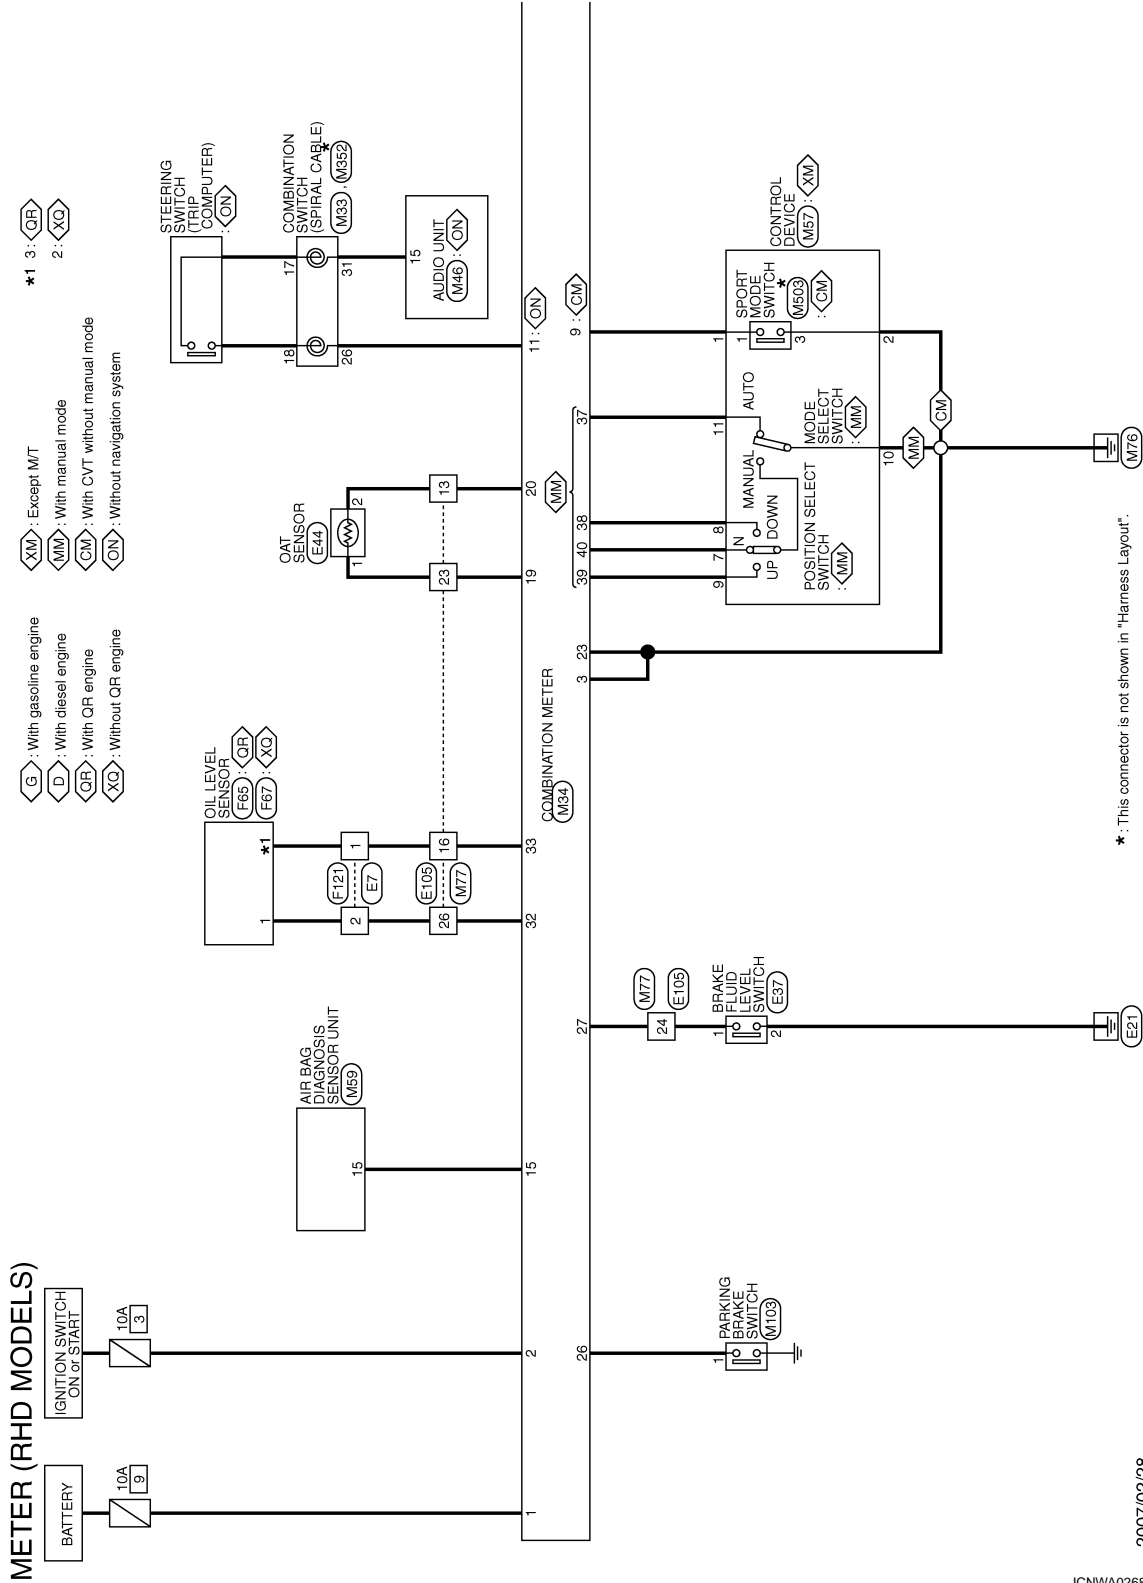 METER (RHD MODELS)
BATTERY
10A
9
IGNITION SWITCH
ON or START
10A
3
G : With gasoline engine
D : With diesel engine
QR : With QR engine
XQ : Without QR engine
XM : Except M/T
MM : With manual mode
CM : With CVT without manual mode
ON : Without navigation system
*1 3 : QR
2 : XQ
AIR BAG
DIAGNOSIS
SENSOR UNIT
M59
15
OIL LEVEL
SENSOR
F65 : QR
F67 : XQ
1
*1
2
1
F121
E7
26
16
E105
M77
OAT
SENSOR
E44
1
2
23
13
STEERING
SWITCH
(TRIP
COMPUTER)
: ON
18
17
COMBINATION
SWITCH
(SPIRAL CABLE)
M33 , M352 *
26
31
15
AUDIO UNIT
M46 : ON
1
2
15
32
33
19
20
11 : ON
COMBINATION METER
M34
26
27
3
23
39
40
38
37
9 : CM
MM
PARKING
BRAKE
SWITCH
M103
1
24
M77
E105
BRAKE
FLUID
LEVEL
SWITCH
E37
1
2
E21
CONTROL
DEVICE
M57 : XM
9
7
8
11
1
UP
N
DOWN
MANUAL
AUTO
POSITION SELECT
SWITCH
: MM
MODE
SELECT
SWITCH
: MM
SPORT
MODE
SWITCH
M503 *
: CM
1
3
10
2
MM
CM
M76
* : This connector is not shown in "Harness Layout".